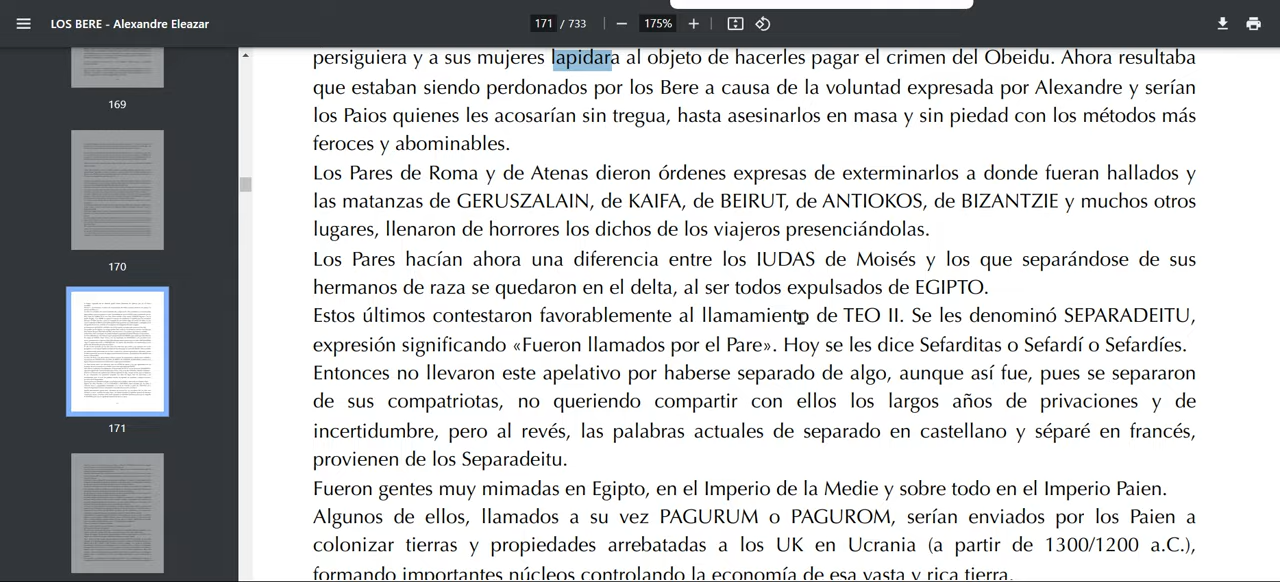 LOS BERE - Alexandre Eleazar
171 / 733
175%
169
170
171
persiguiera y a sus mujeres lapidara al objeto de hacerles pagar el crimen del Obeidu. Ahora resultaba
que estaban siendo perdonados por los Bere a causa de la voluntad expresada por Alexandre y serían
los Paios quienes les acosarían sin tregua, hasta asesinarlos en masa y sin piedad con los métodos más
feroces y abominables.
Los Pares de Roma y de Atenas dieron órdenes expresas de exterminarlos a donde fueran hallados y
las matanzas de GERUSZALAIN, de KAIFA, de BEIRUT, de ANTIOKOS, de BIZANTZIE y muchos otros
lugares, llenaron de horrores los dichos de los viajeros presenciándolas.
Los Pares hacían ahora una diferencia entre los IUDAS de Moisés y los que separándose de sus
hermanos de raza se quedaron en el delta, al ser todos expulsados de EGIPTO.
Estos últimos contestaron favorablemente al llamamiento de TEO II. Se les denominó SEPARADEITU,
expresión significando «Fueron llamados por el Pare». Hoy se les dice Sefarditas o Sefardí o Sefardíes.
Entonces no llevaron ese apelativo por haberse separado de algo, aunque así fue, pues se separaron
de sus compatriotas, no queriendo compartir con ellos los largos años de privaciones y de
incertidumbre, pero al revés, las palabras actuales de separado en castellano y séparé en francés,
provienen de los Separadeitu.
Fueron gentes muy mimadas en Egipto, en el Imperio de la Medie y sobre todo en el Imperio Paien.
Algunos de ellos, llamados a su vez PAGURUM o PAGUROM, serían enviados por los Paien a
colonizar tierras y propiedades arrebatadas a los UK en Ucrania (a partir de 1300/1200 a.C.),
formando importantes núcleos controlando la economía de esa vasta y rica tierra.